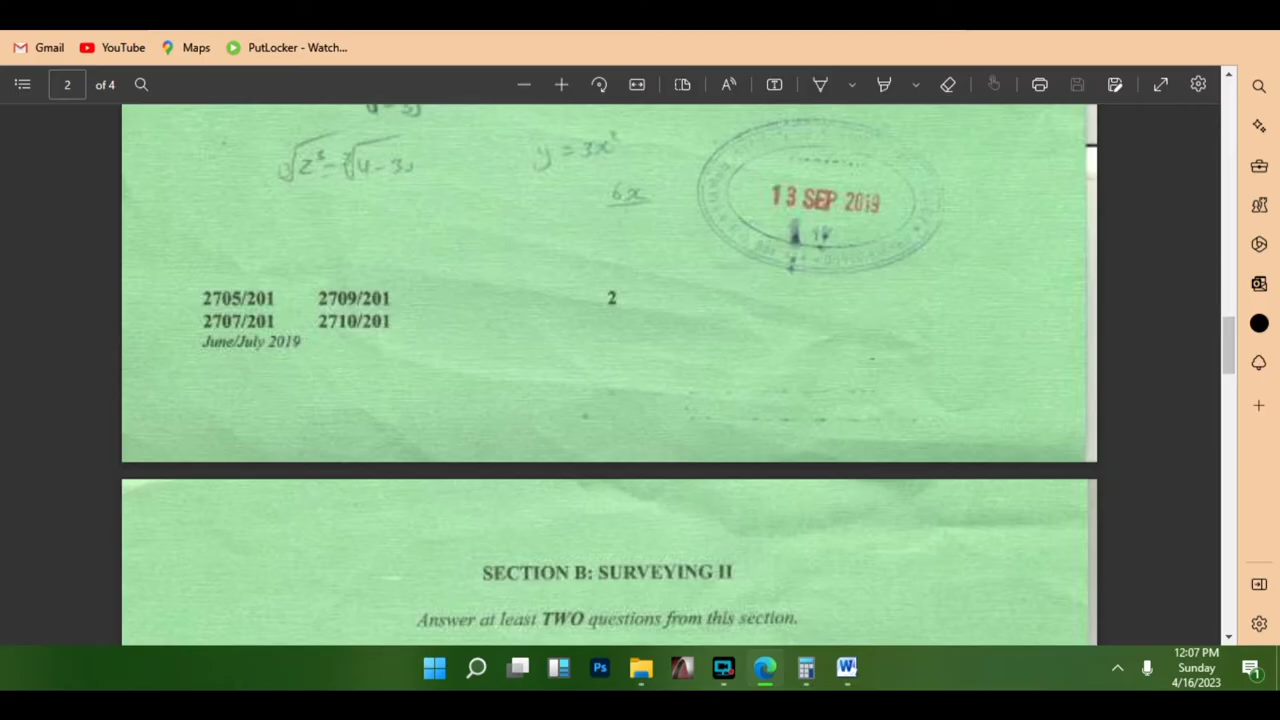 Gmail YouTube Maps PutLocker - Watch...
2 of 4
y = 3x²
6x
13 SEP 2019
2705/201 2709/201 2
2707/201 2710/201
June/July 2019
SECTION B: SURVEYING II
Answer at least TWO questions from this section.
12:07 PM
Sunday
4/16/2023